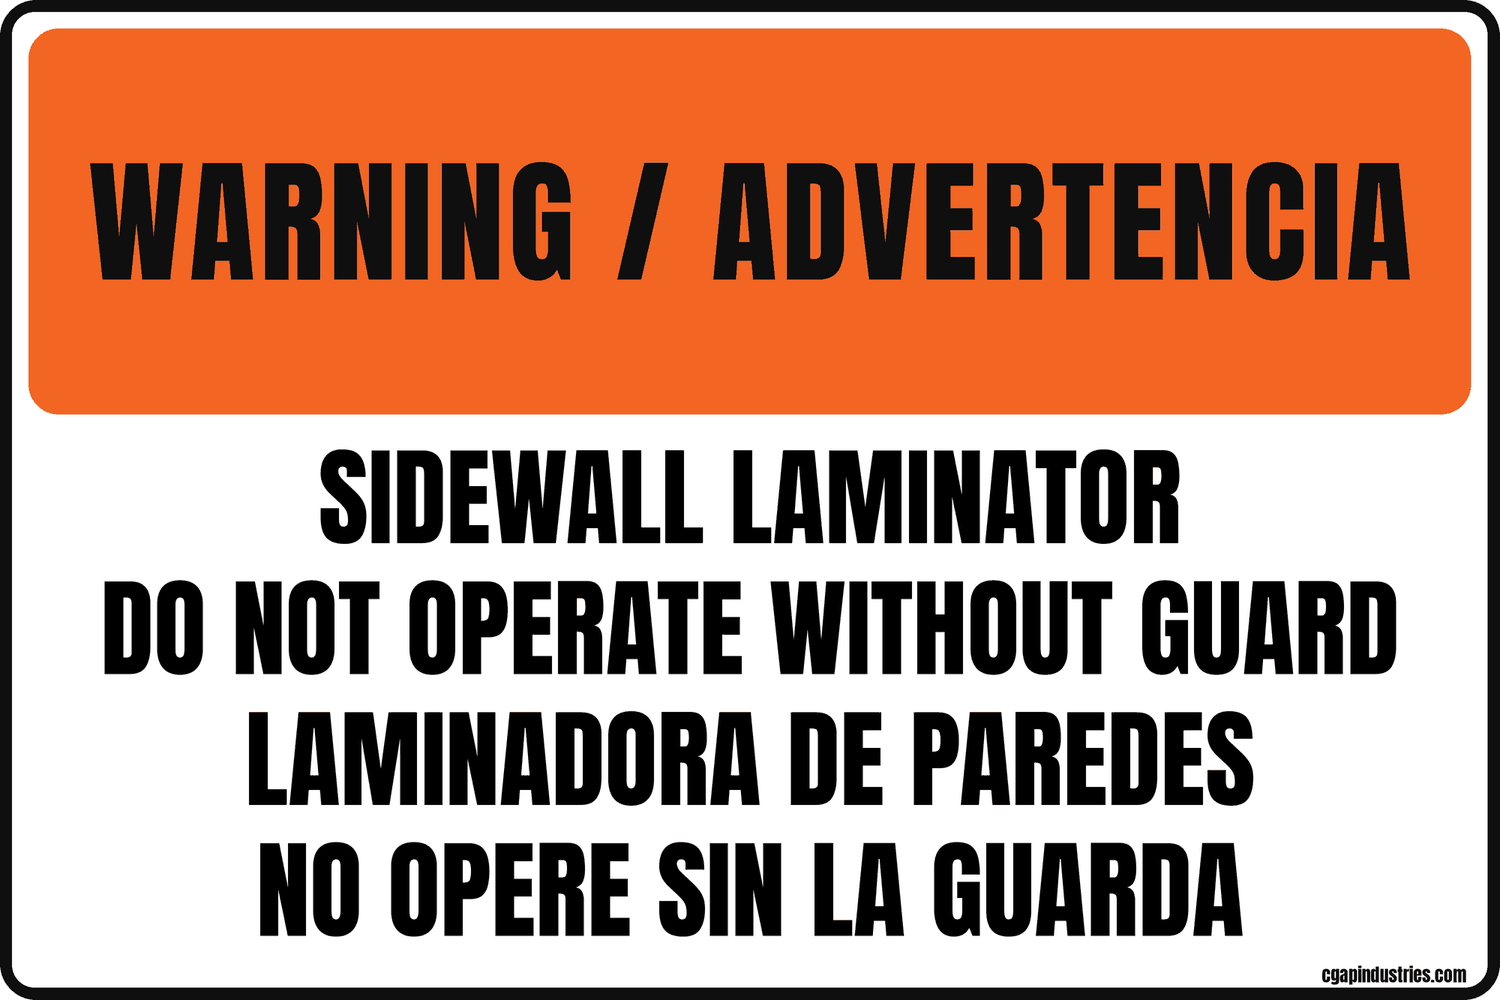 WARNING / ADVERTENCIA
SIDEWALL LAMINATOR
DO NOT OPERATE WITHOUT GUARD
LAMINADORA DE PAREDES
NO OPERE SIN LA GUARDA
cgapindustries.com